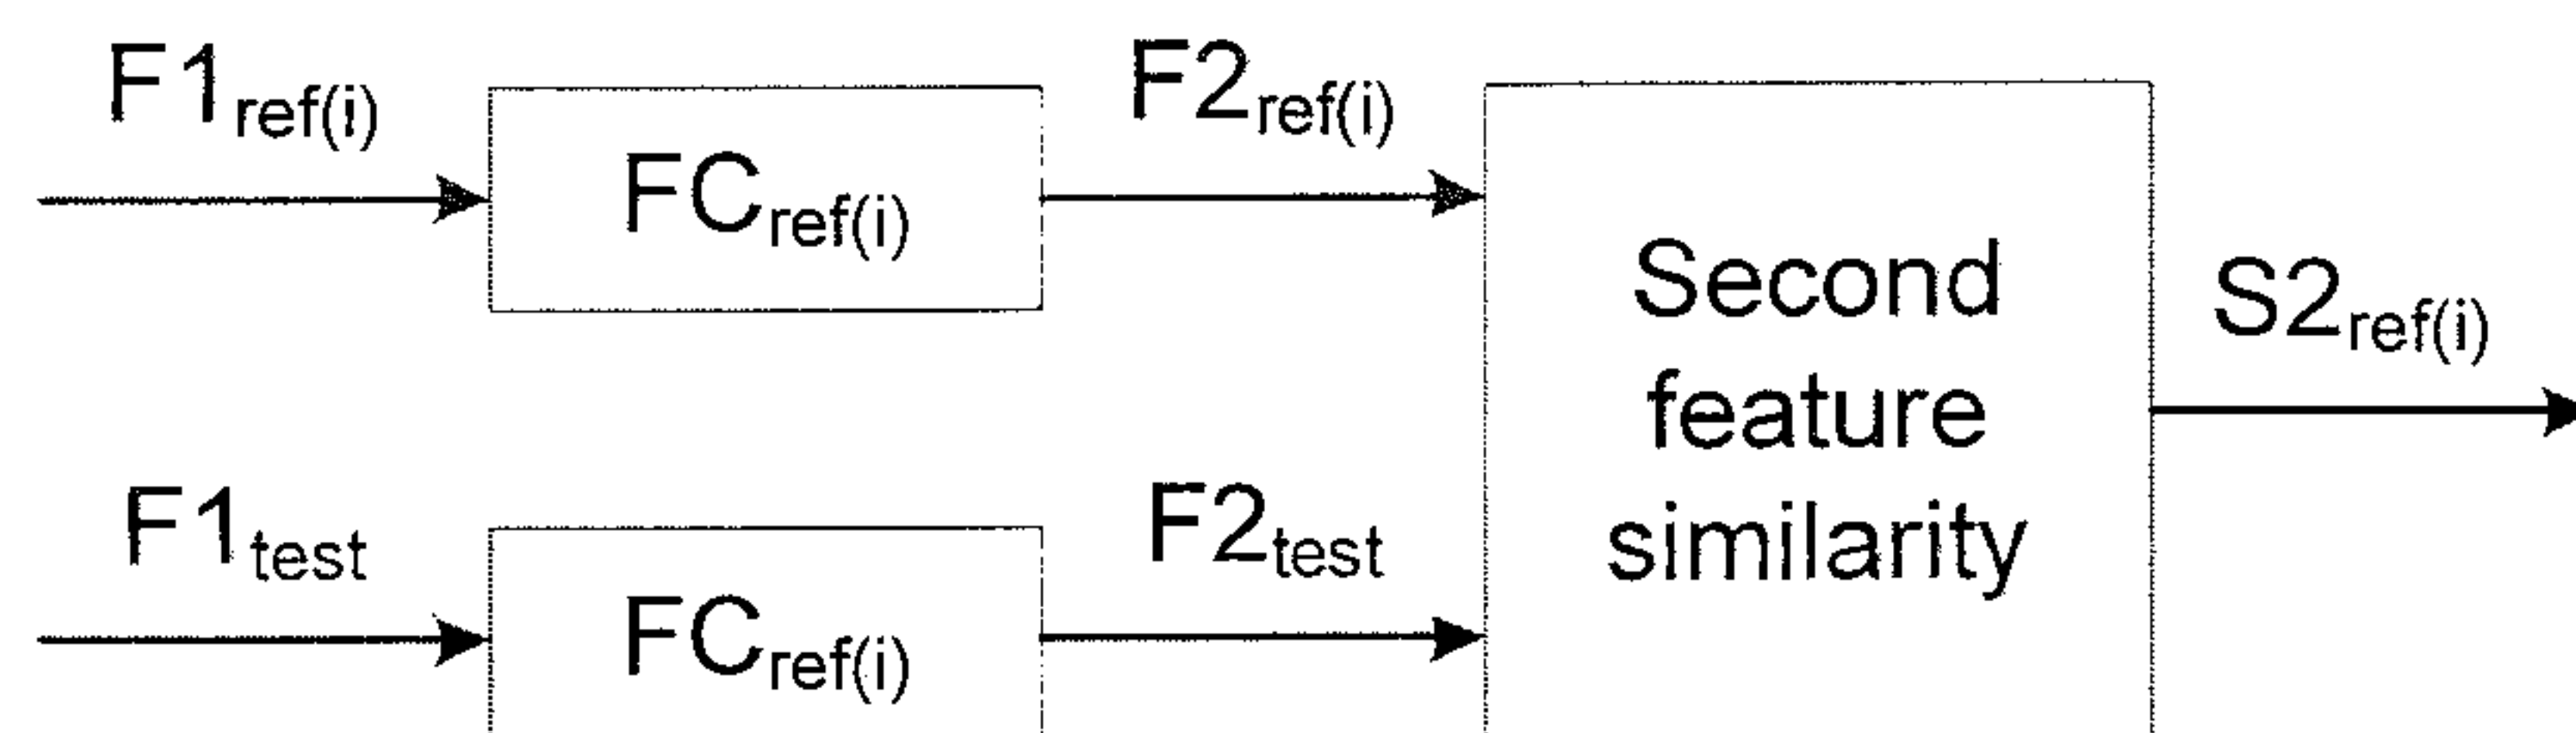 F1ref(i)
FCref(i)
F2ref(i)
Second
feature
similarity
S2ref(i)
F1test
FCref(i)
F2test